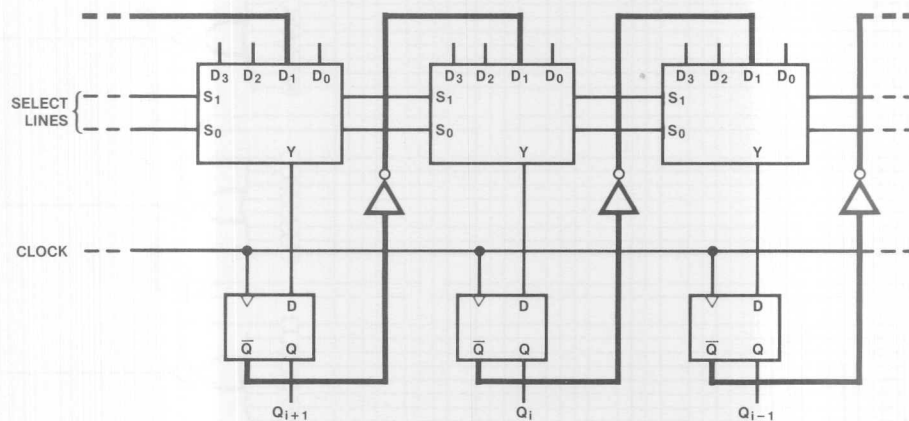 D3 D2 D1 D0 D3 D2 D1 D0 D3 D2 D1 D0
S1 S1 S1
SELECT
LINES
S0 S0 S0
Y Y Y
CLOCK
D D D
Q̅ Q Q̅ Q Q̅ Q
Qi+1 Qi Qi−1